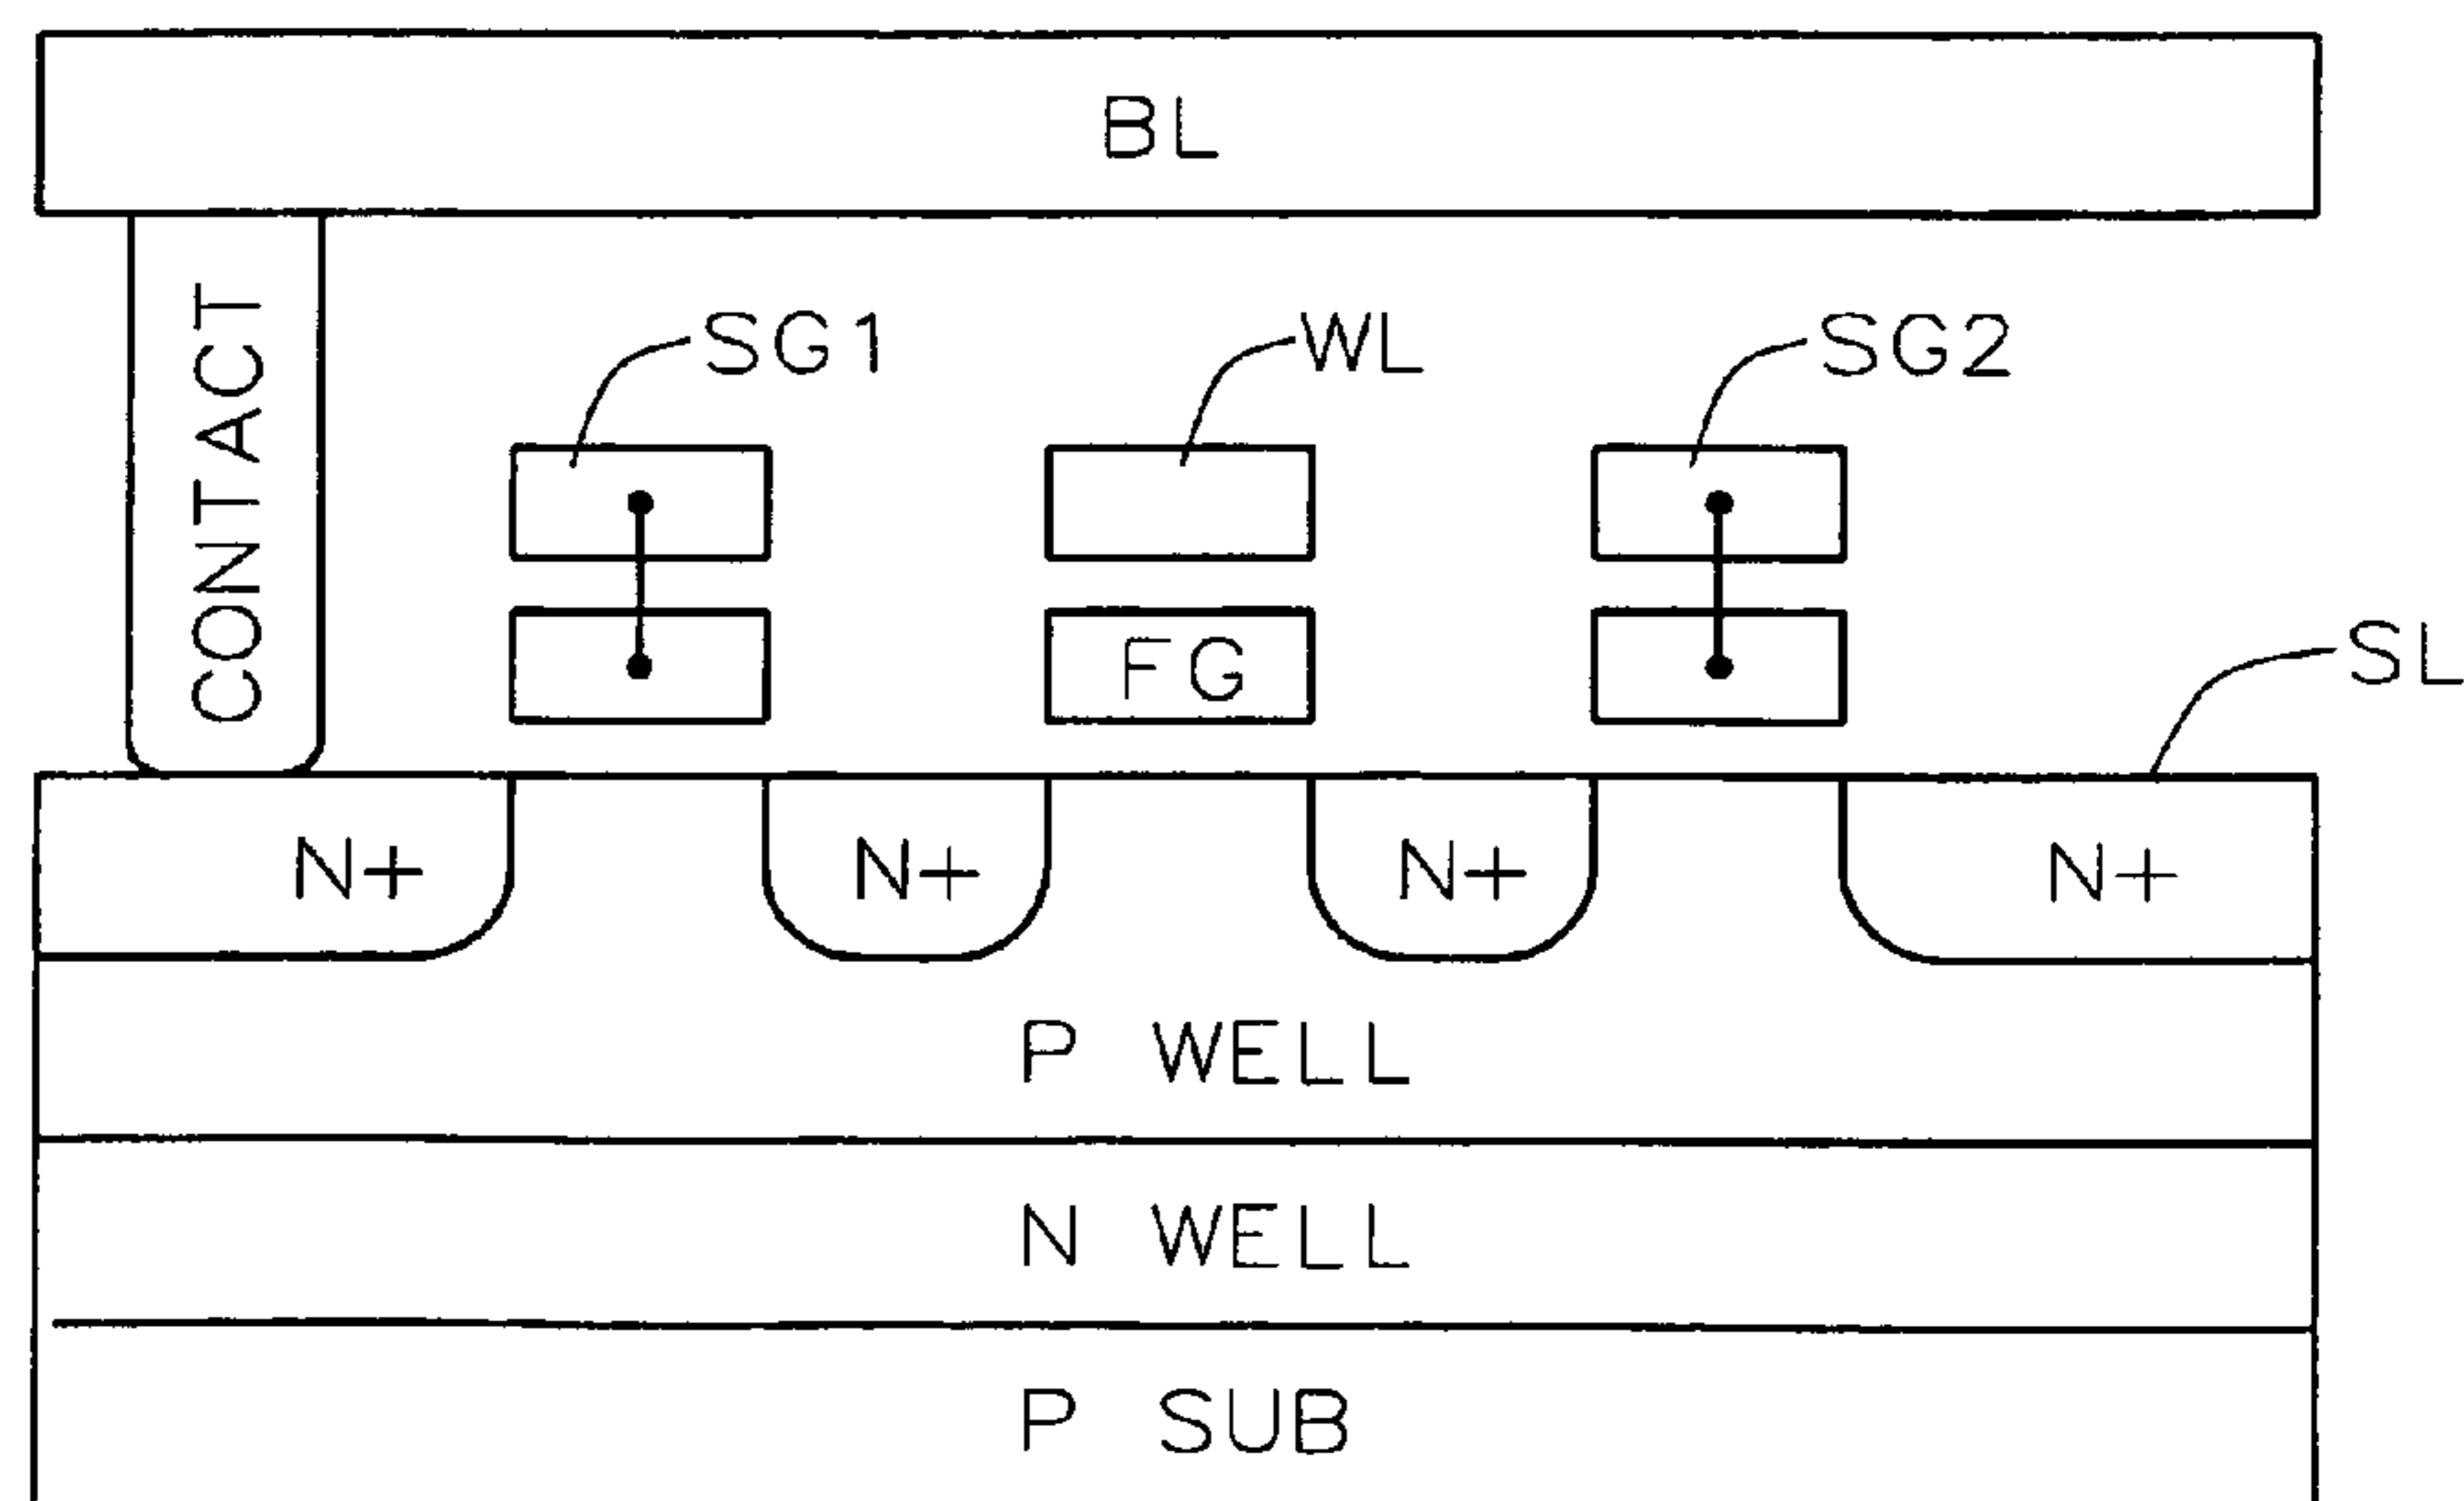 BL
CONTACT
SG1
WL
SG2
FG
SL
N+
N+
N+
N+
P WELL
N WELL
P SUB